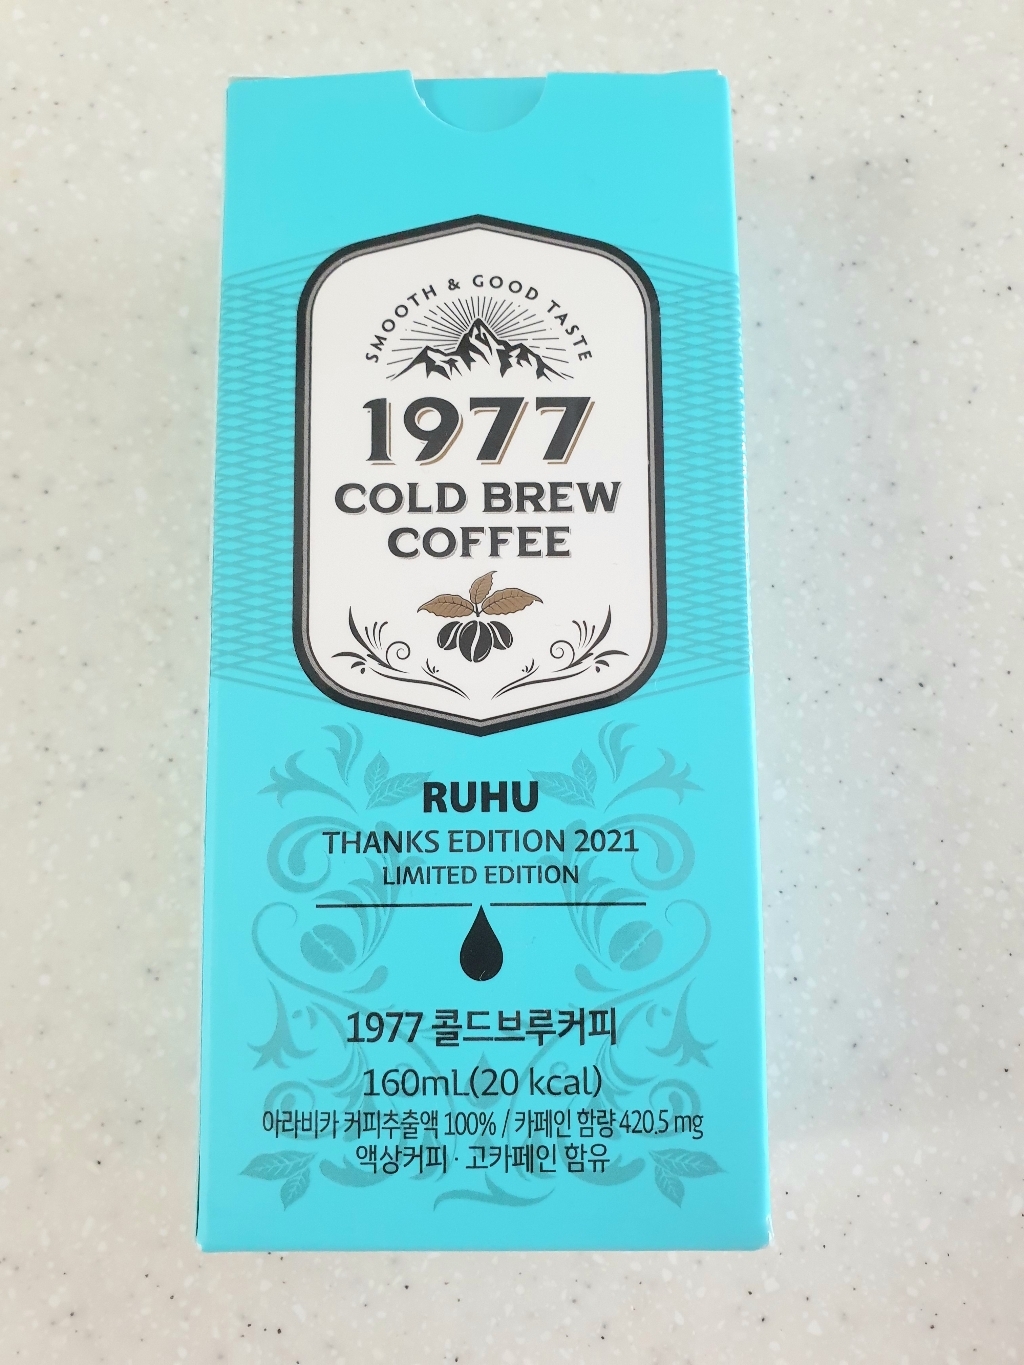 SMOOTH & GOOD TASTE
1977
COLD BREW
COFFEE
RUHU
THANKS EDITION 2021
LIMITED EDITION
1977 콜드브루커피
160mL(20 kcal)
아라비카 커피추출액 100% / 카페인 함량 420.5 mg
액상커피 · 고카페인 함유